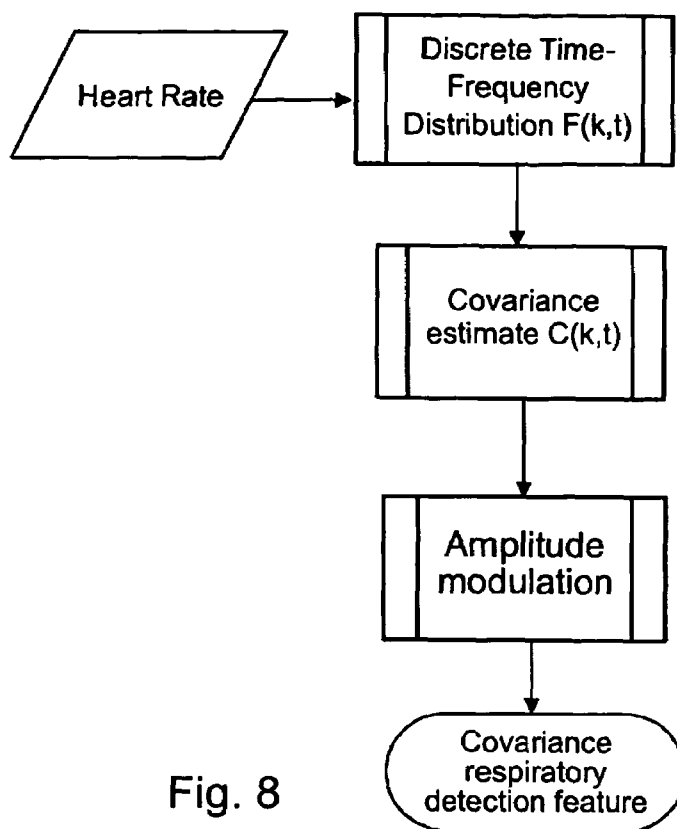 Heart Rate
Discrete Time-
Frequency
Distribution F(k,t)
Covariance
estimate C(k,t)
Amplitude
modulation
Covariance
respiratory
detection feature
Fig. 8